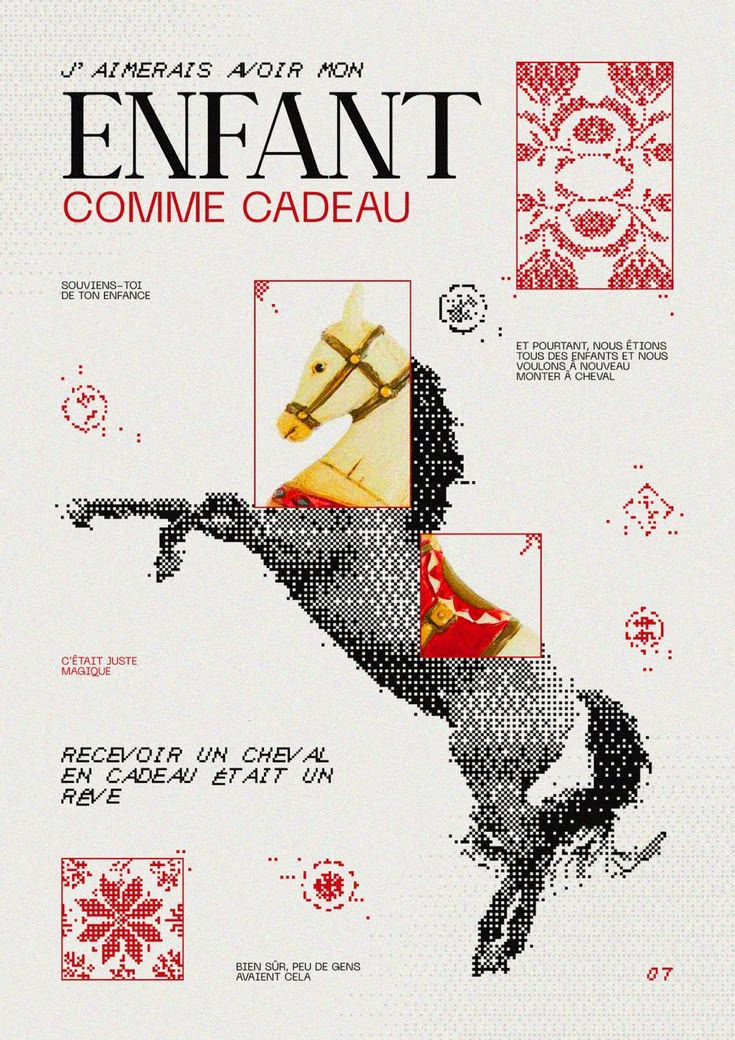 J'AIMERAIS AVOIR MON
ENFANT
COMME CADEAU
SOUVIENS-TOI
DE TON ENFANCE
ET POURTANT, NOUS ÉTIONS
TOUS DES ENFANTS ET NOUS
VOULONS À NOUVEAU
MONTER À CHEVAL
C'ÉTAIT JUSTE
MAGIQUE
RECEVOIR UN CHEVAL
EN CADEAU ÉTAIT UN
RÊVE
BIEN SÛR, PEU DE GENS
AVAIENT CELA
07